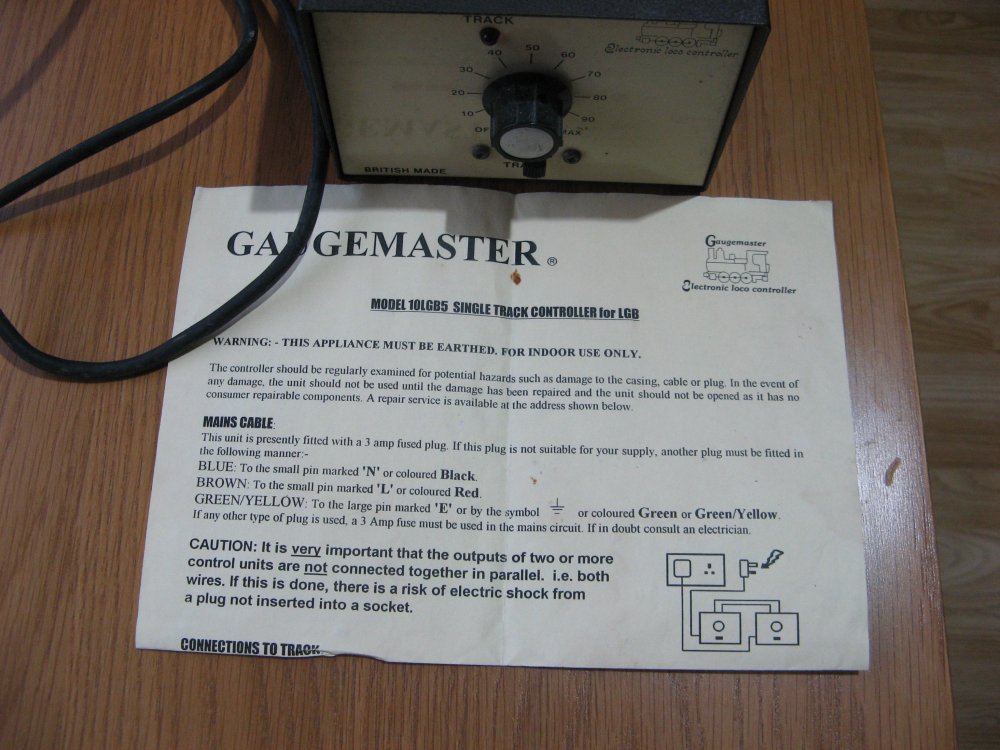 TRACK
Electronic loco controller
40 50 60
30 70
20 80
10 90
OF MAX
TRA
BRITISH MADE
GAUGEMASTER ®
Gaugemaster
Electronic loco controller
MODEL 10LGB5 SINGLE TRACK CONTROLLER for LGB
WARNING: - THIS APPLIANCE MUST BE EARTHED. FOR INDOOR USE ONLY.
The controller should be regularly examined for potential hazards such as damage to the casing, cable or plug. In the event of
any damage, the unit should not be used until the damage has been repaired and the unit should not be opened as it has no
consumer repairable components. A repair service is available at the address shown below.
MAINS CABLE:
This unit is presently fitted with a 3 amp fused plug. If this plug is not suitable for your supply, another plug must be fitted in
the following manner:-
BLUE: To the small pin marked 'N' or coloured Black.
BROWN: To the small pin marked 'L' or coloured Red.
GREEN/YELLOW: To the large pin marked 'E' or by the symbol or coloured Green or Green/Yellow.
If any other type of plug is used, a 3 Amp fuse must be used in the mains circuit. If in doubt consult an electrician.
CAUTION: It is very important that the outputs of two or more
control units are not connected together in parallel. i.e. both
wires. If this is done, there is a risk of electric shock from
a plug not inserted into a socket.
CONNECTIONS TO TRACK